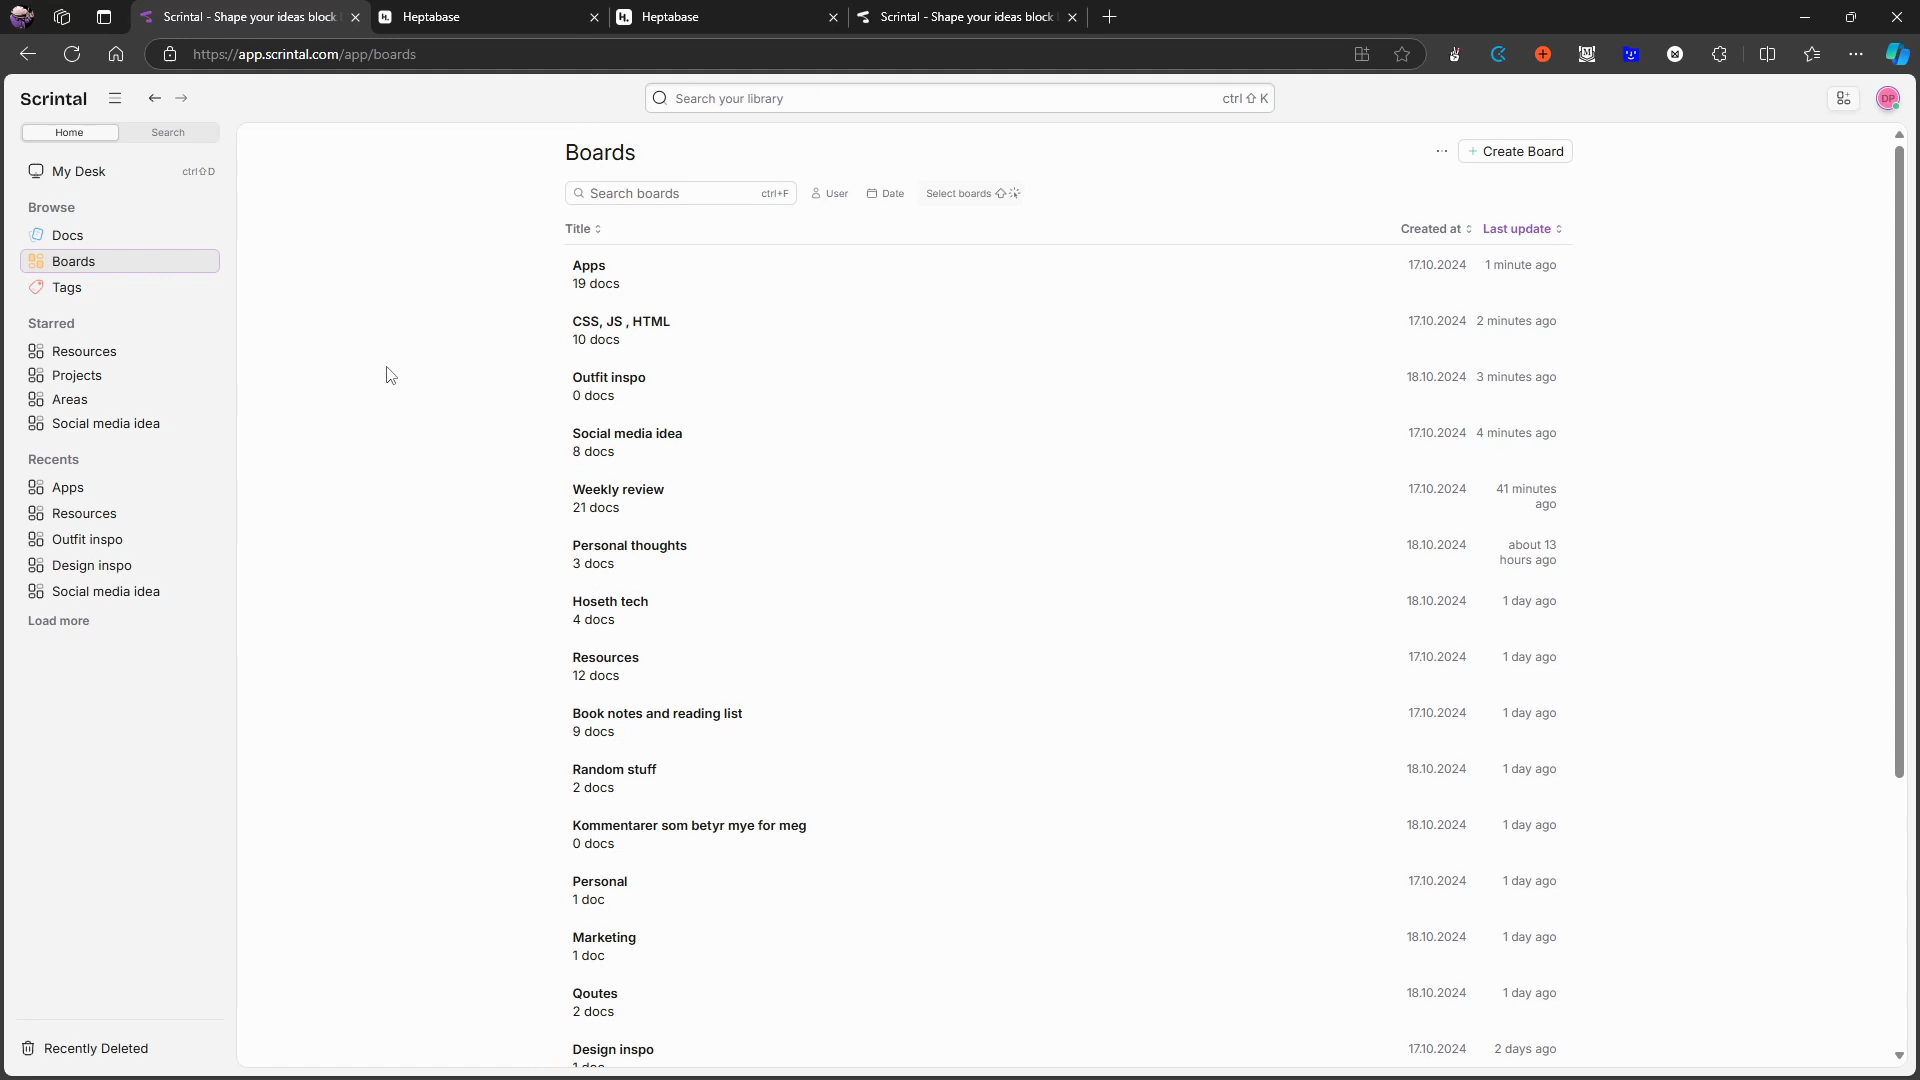 Scrintal - Shape your ideas block
Heptabase
Heptabase
Scrintal - Shape your ideas block
https://app.scrintal.com/app/boards
Scrintal
Search your library
ctrl⇧K
DP
Home
Search
My Desk
ctrl⇧D
Browse
Docs
Boards
Tags
Starred
Resources
Projects
Areas
Social media idea
Recents
Apps
Resources
Outfit inspo
Design inspo
Social media idea
Load more
Recently Deleted
Boards
+ Create Board
Search boards
ctrl+F
User
Date
Select boards
Title
Created at
Last update
Apps
19 docs
17.10.2024
1 minute ago
CSS, JS , HTML
10 docs
17.10.2024
2 minutes ago
Outfit inspo
0 docs
18.10.2024
3 minutes ago
Social media idea
8 docs
17.10.2024
4 minutes ago
Weekly review
21 docs
17.10.2024
41 minutes
ago
Personal thoughts
3 docs
18.10.2024
about 13
hours ago
Hoseth tech
4 docs
18.10.2024
1 day ago
Resources
12 docs
17.10.2024
1 day ago
Book notes and reading list
9 docs
17.10.2024
1 day ago
Random stuff
2 docs
18.10.2024
1 day ago
Kommentarer som betyr mye for meg
0 docs
18.10.2024
1 day ago
Personal
1 doc
17.10.2024
1 day ago
Marketing
1 doc
18.10.2024
1 day ago
Qoutes
2 docs
18.10.2024
1 day ago
Design inspo
17.10.2024
2 days ago